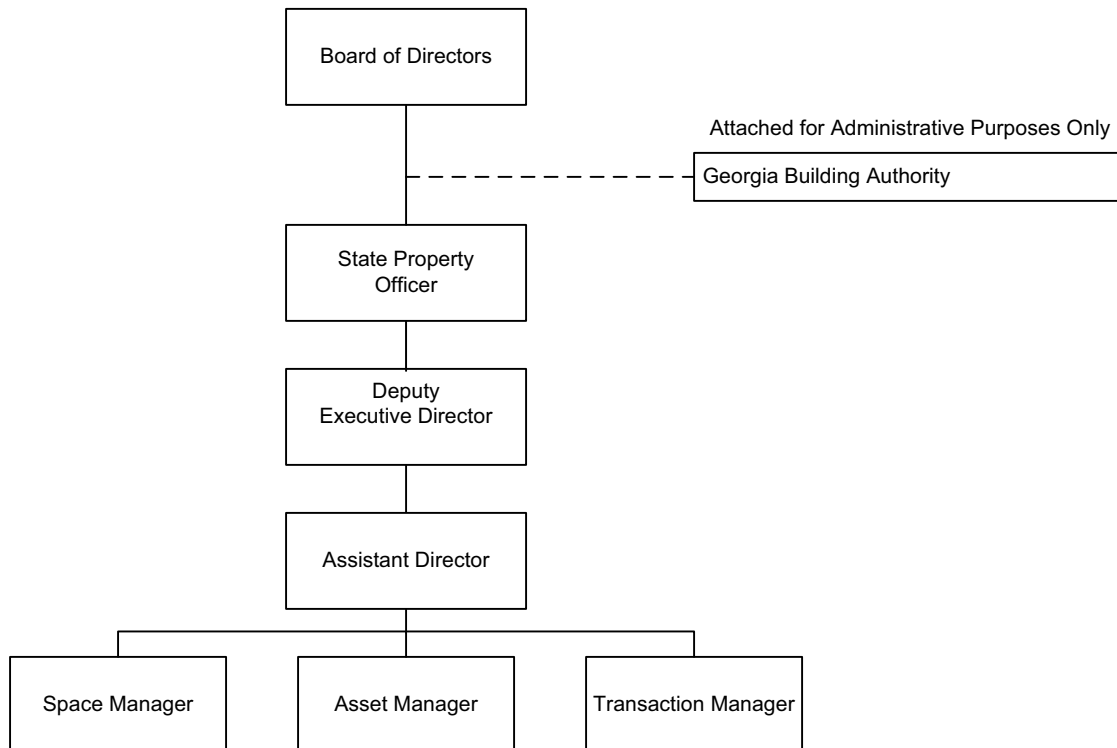 Board of Directors
Attached for Administrative Purposes Only
Georgia Building Authority
State Property
Officer
Deputy
Executive Director
Assistant Director
Space Manager
Asset Manager
Transaction Manager